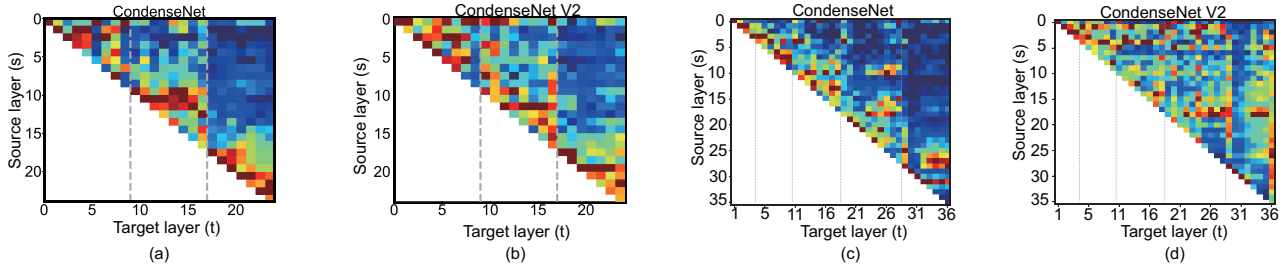 CondenseNet
Source layer (s)
0
5
10
15
20
0 5 10 15 20
Target layer (t)
(a)
CondenseNet V2
Source layer (s)
0
5
10
15
20
0 5 10 15 20
Target layer (t)
(b)
CondenseNet
Source layer (s)
0
5
10
15
20
25
30
35
1 5 11 15 21 26 31 36
Target layer (t)
(c)
CondenseNet V2
Source layer (s)
0
5
10
15
20
25
30
35
1 5 11 16 21 26 31 36
Target layer (t)
(d)